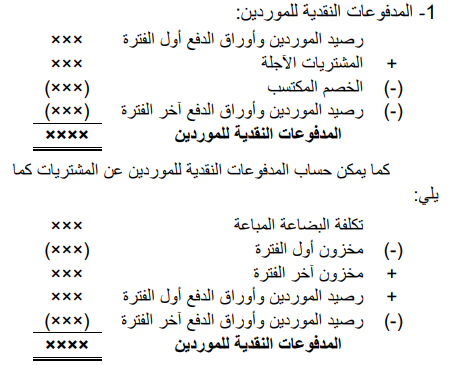 1- المدفوعات النقدية للموردين:
رصيد الموردين وأوراق الدفع أول الفترة ×××
+ المشتريات الآجلة ×××
(-) الخصم المكتسب (×××)
(-) رصيد الموردين وأوراق الدفع آخر الفترة (×××)
المدفوعات النقدية للموردين ××××
كما يمكن حساب المدفوعات النقدية للموردين عن المشتريات كما
يلي:
تكلفة البضاعة المباعة ×××
(-) مخزون أول الفترة (×××)
+ مخزون آخر الفترة ×××
+ رصيد الموردين وأوراق الدفع أول الفترة ×××
(-) رصيد الموردين وأوراق الدفع آخر الفترة (×××)
المدفوعات النقدية للموردين ××××